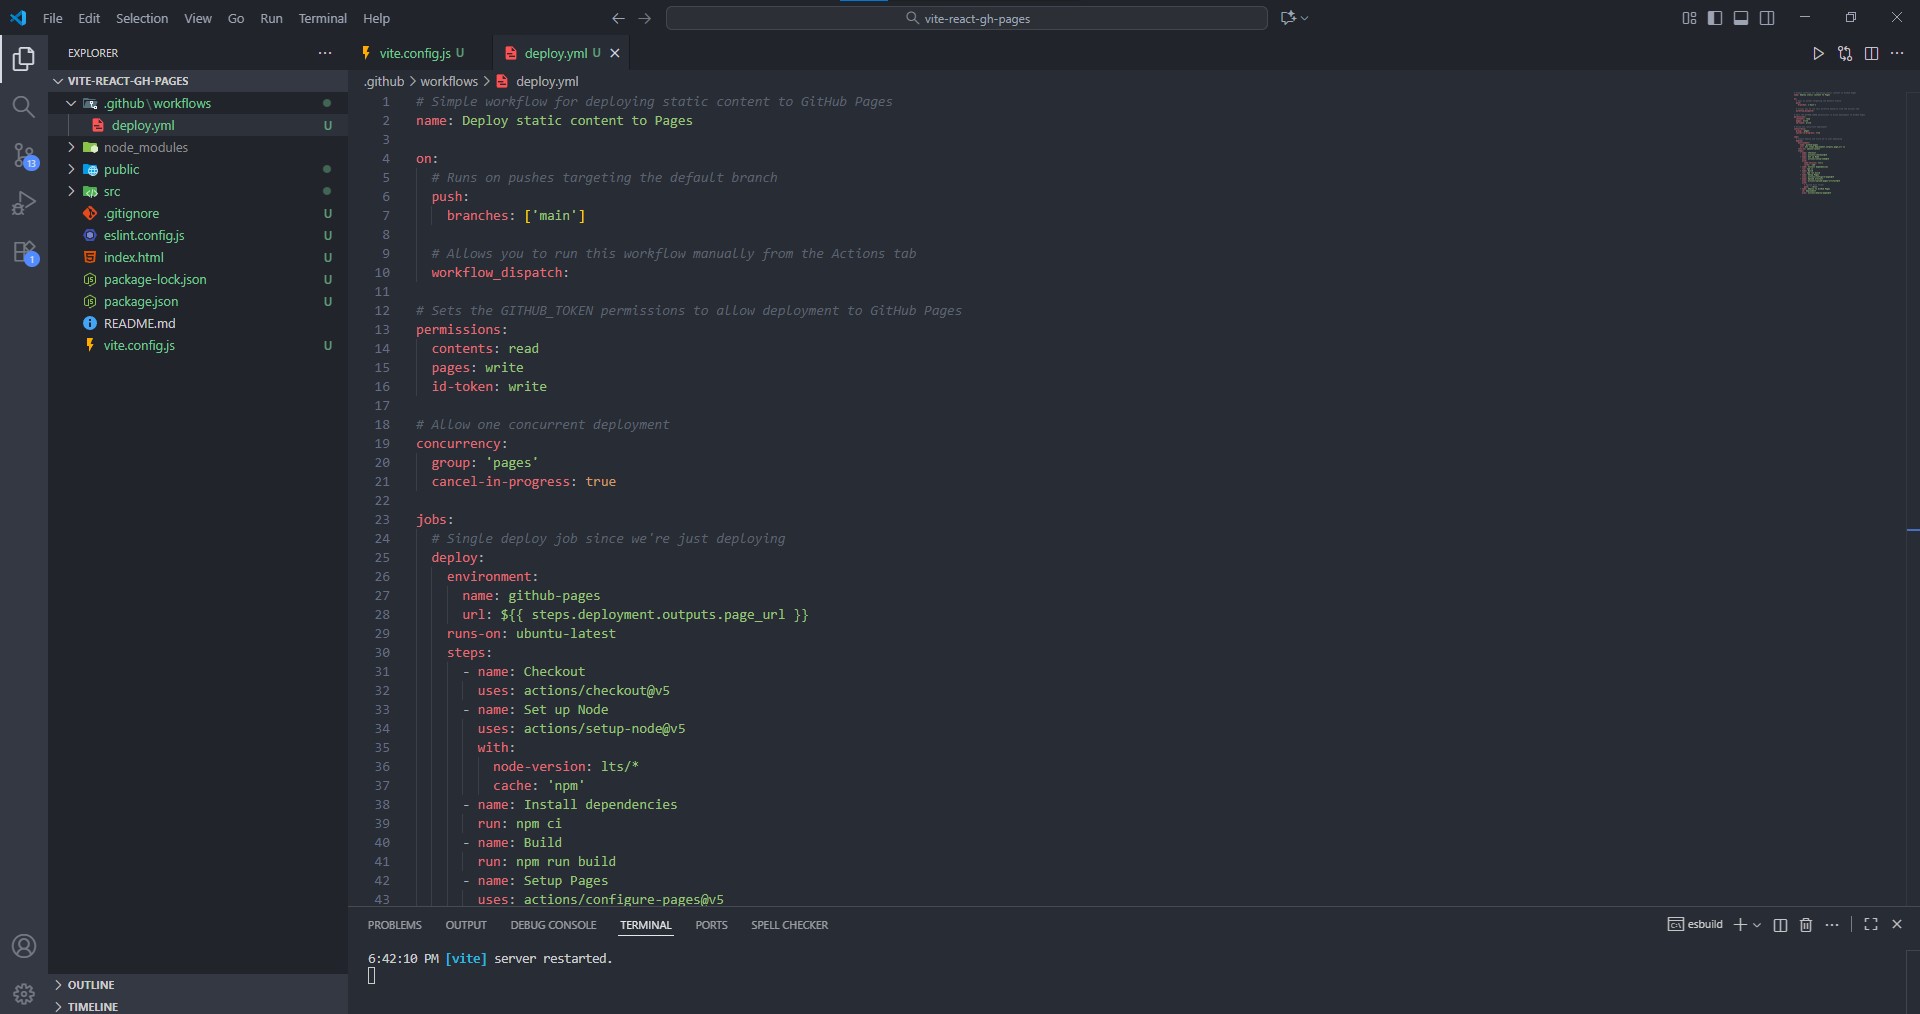 File Edit Selection View Go Run Terminal Help
vite-react-gh-pages
EXPLORER
VITE-REACT-GH-PAGES
.github\workflows
deploy.yml U
node_modules
public
src
.gitignore U
eslint.config.js U
index.html U
package-lock.json U
package.json U
README.md
vite.config.js U
13
1
OUTLINE
TIMELINE
vite.config.js U
deploy.yml U
.github > workflows > deploy.yml
1 # Simple workflow for deploying static content to GitHub Pages
2 name: Deploy static content to Pages
3
4 on:
5 # Runs on pushes targeting the default branch
6 push:
7 branches: ['main']
8
9 # Allows you to run this workflow manually from the Actions tab
10 workflow_dispatch:
11
12 # Sets the GITHUB_TOKEN permissions to allow deployment to GitHub Pages
13 permissions:
14 contents: read
15 pages: write
16 id-token: write
17
18 # Allow one concurrent deployment
19 concurrency:
20 group: 'pages'
21 cancel-in-progress: true
22
23 jobs:
24 # Single deploy job since we're just deploying
25 deploy:
26 environment:
27 name: github-pages
28 url: ${{ steps.deployment.outputs.page_url }}
29 runs-on: ubuntu-latest
30 steps:
31 - name: Checkout
32 uses: actions/checkout@v5
33 - name: Set up Node
34 uses: actions/setup-node@v5
35 with:
36 node-version: lts/*
37 cache: 'npm'
38 - name: Install dependencies
39 run: npm ci
40 - name: Build
41 run: npm run build
42 - name: Setup Pages
43 uses: actions/configure-pages@v5
PROBLEMS OUTPUT DEBUG CONSOLE TERMINAL PORTS SPELL CHECKER
esbuild
6:42:10 PM [vite] server restarted.